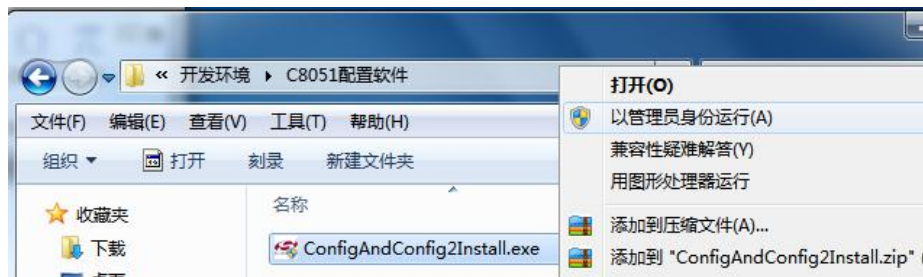 « 开发环境 ▸ C8051配置软件
文件(F) 编辑(E) 查看(V) 工具(T) 帮助(H)
组织 ▼ 打开 刻录 新建文件夹
收藏夹
下载
名称
ConfigAndConfig2Install.exe
打开(O)
以管理员身份运行(A)
兼容性疑难解答(Y)
用图形处理器运行
添加到压缩文件(A)...
添加到 "ConfigAndConfig2Install.zip"